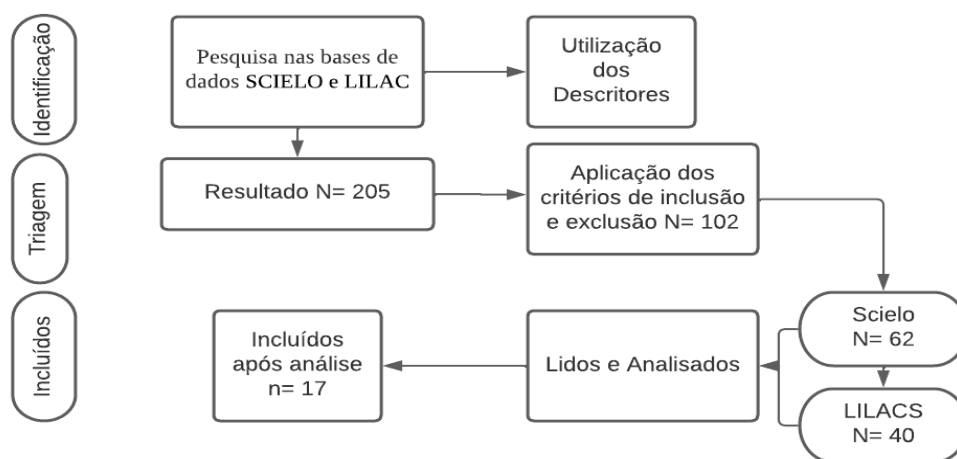 Identificação
Pesquisa nas bases de
dados SCIELO e LILAC
Utilização
dos
Descritores
Triagem
Resultado N= 205
Aplicação dos
critérios de inclusão
e exclusão N= 102
Incluídos
Incluídos
após análise
n= 17
Lidos e Analisados
Scielo
N= 62
LILACS
N= 40